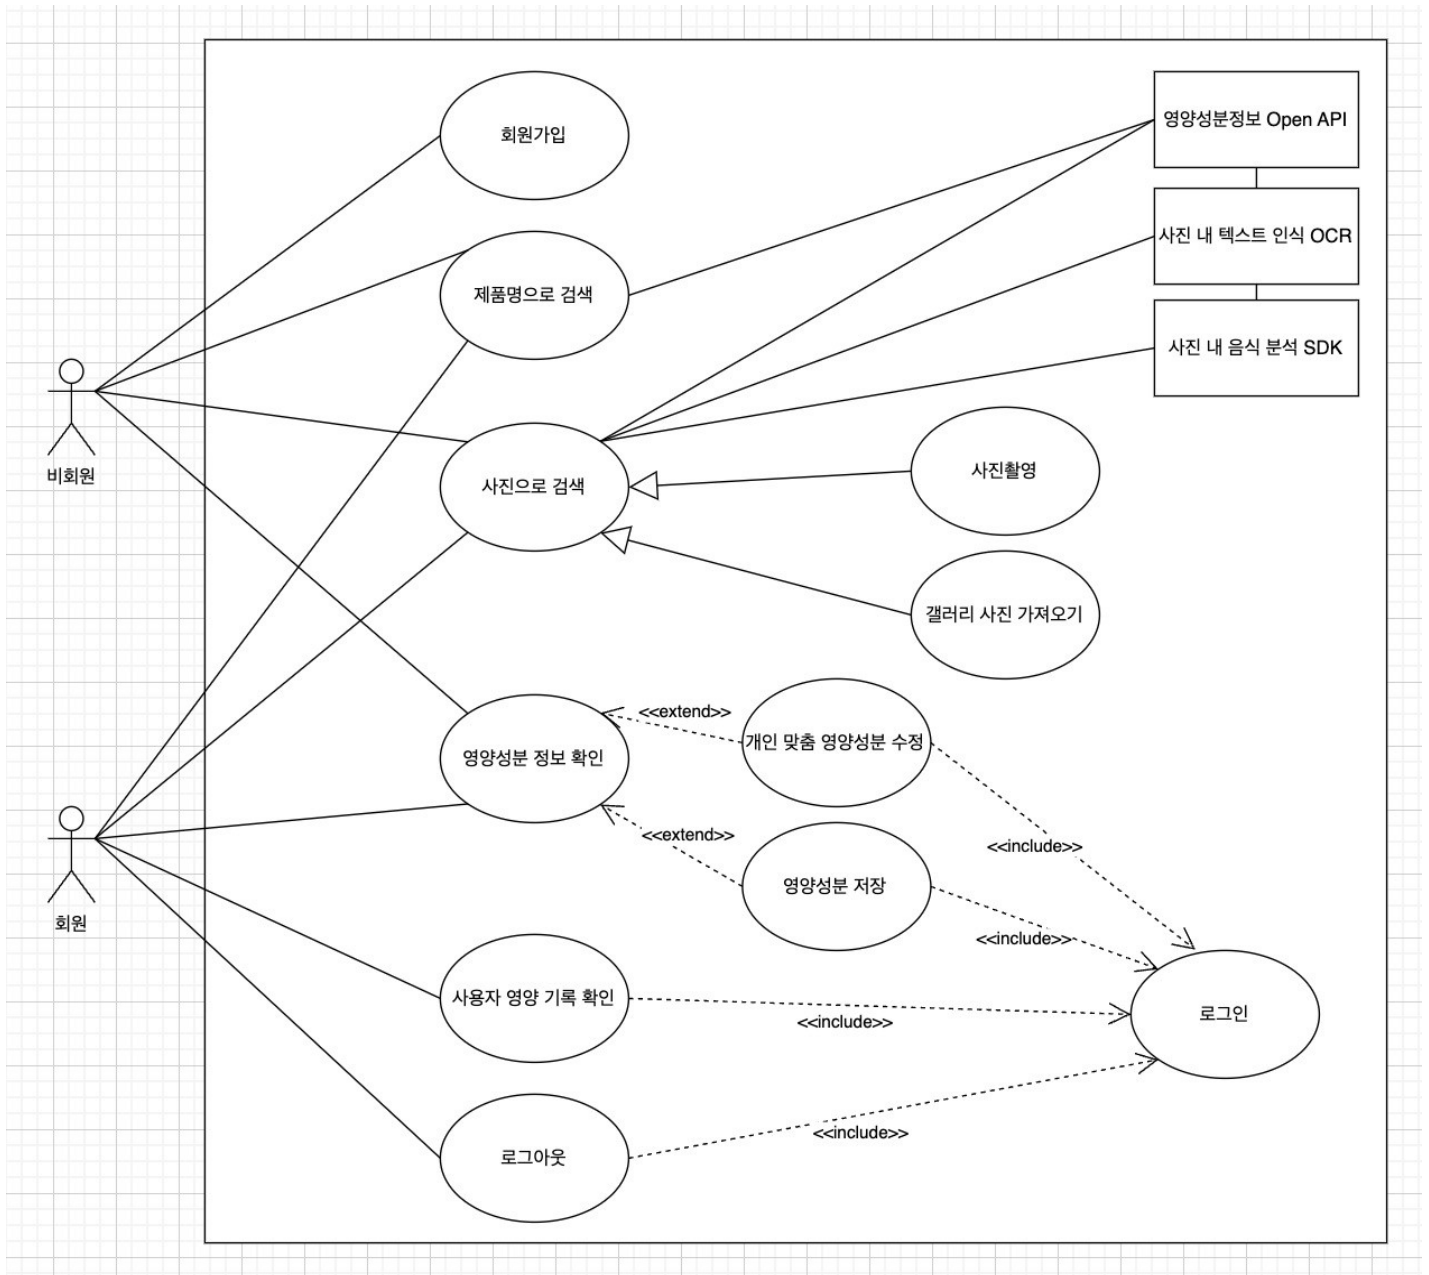 회원가입
영양성분정보 Open API
사진 내 텍스트 인식 OCR
제품명으로 검색
사진 내 음식 분석 SDK
비회원
사진으로 검색
사진촬영
갤러리 사진 가져오기
<<extend>>
개인 맞춤 영양성분 수정
영양성분 정보 확인
<<extend>>
<<include>>
영양성분 저장
회원
<<include>>
사용자 영양 기록 확인
<<include>>
로그인
<<include>>
로그아웃